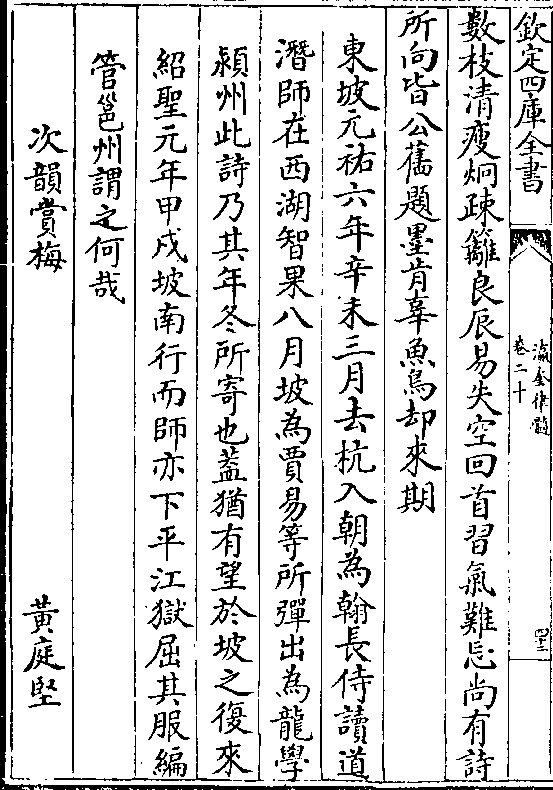 欽定四庫全書
瀛奎律髓
卷二十
四十二
數枝清瘦炯疎籬良辰易失空回首習氣難忘尚有詩
所向皆公舊題墨肯辜魚鳥却來期
東坡元祐六年辛未三月去杭入朝為翰長侍讀道
潛師在西湖智果八月坡為賈易等所彈出為龍學
潁州此詩乃其年冬所寄也葢猶有望於坡之復來
紹聖元年甲戌坡南行而師亦下平江獄屈其服編
管邕州謂之何哉
次韻賞梅
黃庭堅